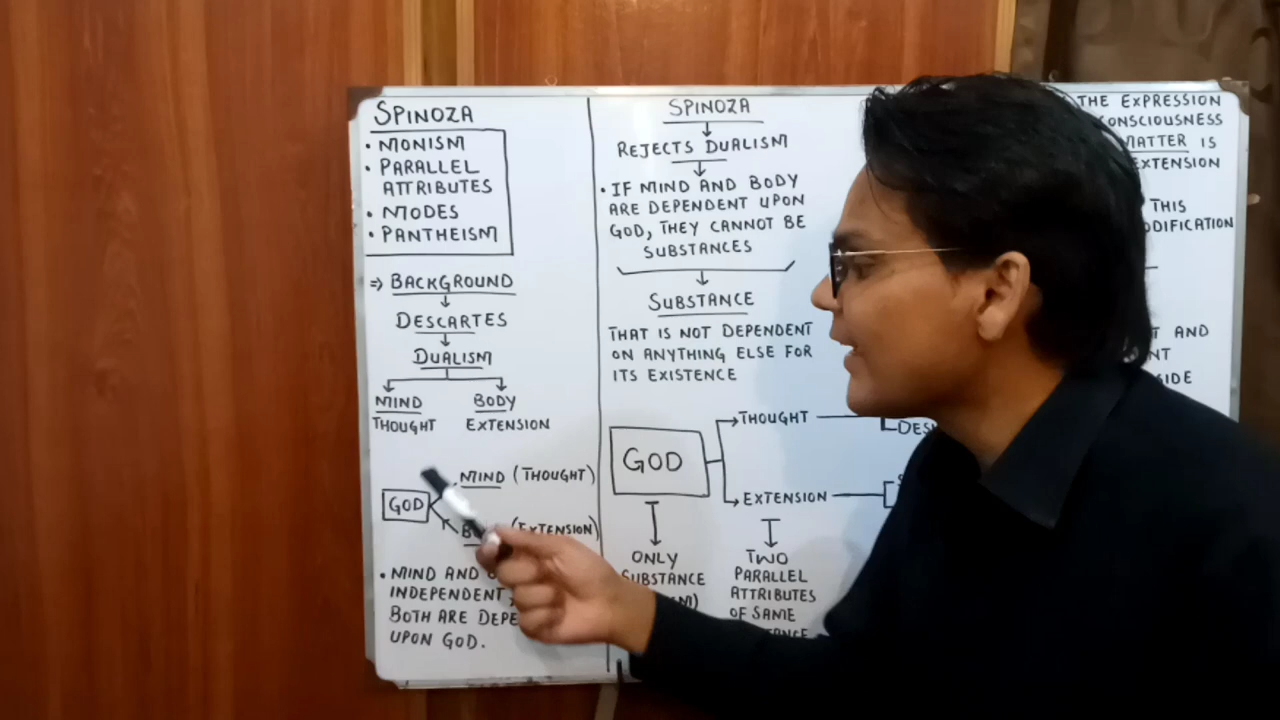 SPINOZA
• MONISM
• PARALLEL
ATTRIBUTES
• MODES
• PANTHEISM
⇒ BACKGROUND
DESCARTES
DUALISM
MIND BODY
THOUGHT EXTENSION
MIND (THOUGHT)
GOD
(EXTENSION)
• MIND AND
INDEPENDENT
BOTH ARE DEPE
UPON GOD.
SPINOZA
REJECTS DUALISM
• IF MIND AND BODY
ARE DEPENDENT UPON
GOD, THEY CANNOT BE
SUBSTANCES
SUBSTANCE
THAT IS NOT DEPENDENT
ON ANYTHING ELSE FOR
ITS EXISTENCE
THOUGHT
GOD
EXTENSION
ONLY
SUBSTANCE
TWO
PARALLEL
ATTRIBUTES
OF SAME
THE EXPRESSION
CONSCIOUSNESS
MATTER IS
EXTENSION
THIS
ODIFICATION
AND